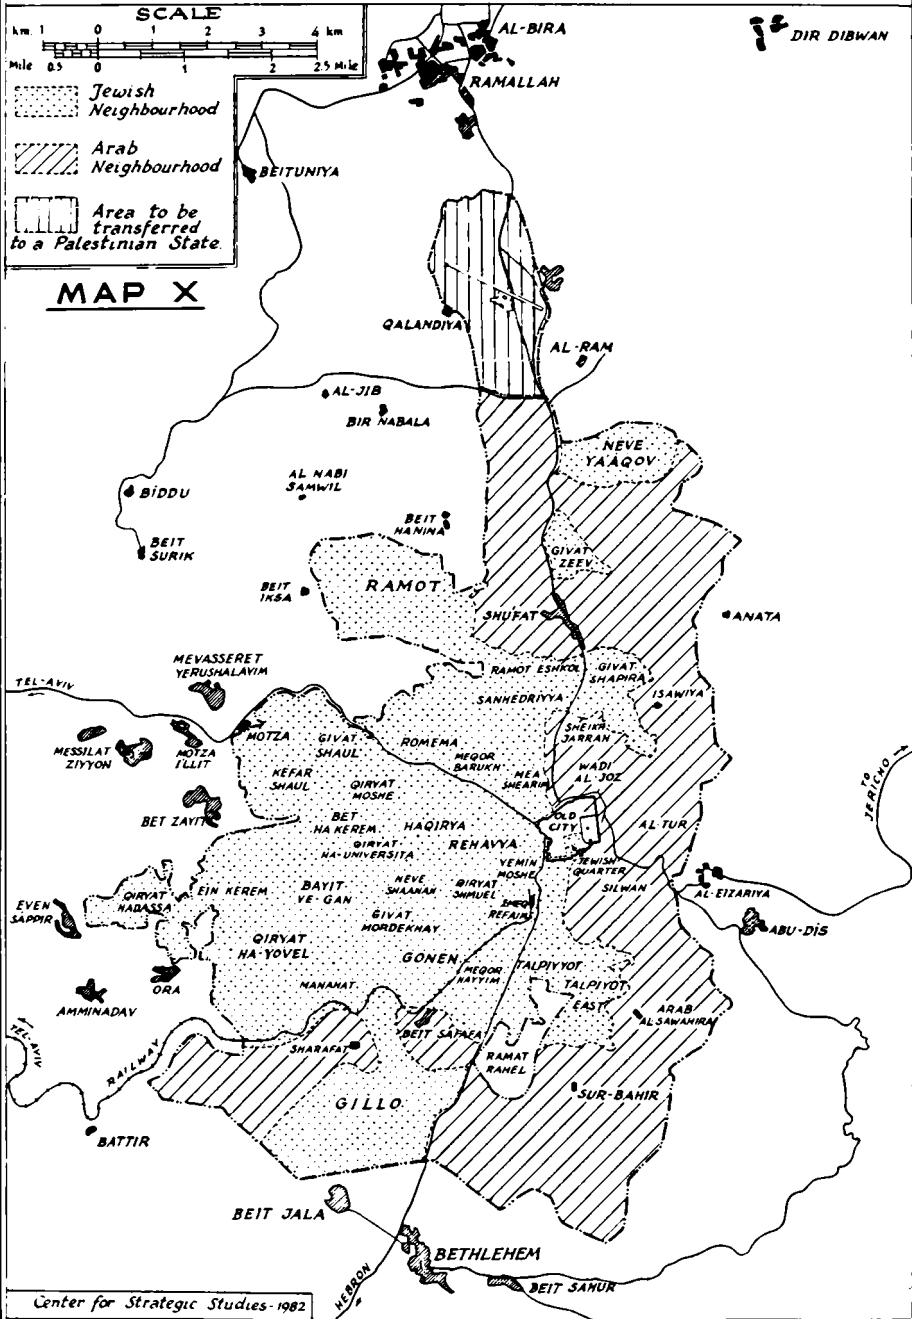 SCALE
km. 1 0 1 2 3 4 km
Mile 0.5 0 1 2 2.5 Mile
Jewish
Neighbourhood
Arab
Neighbourhood
Area to be
transferred
to a Palestinian State.
MAP X
AL-BIRA
DIR DIBWAN
RAMALLAH
BEITUNIYA
QALANDIYA
AL-RAM
AL-JIB
BIR NABALA
NEVE
YA'AQOV
AL NABI
SAMWIL
BIDDU
BEIT
HANINA
BEIT
SURIK
GIVAT
ZEEV
RAMOT
BEIT
IKSA
SHUFAT
ANATA
MEVASSERET
YERUSHALAYIM
RAMOT ESHKOL
GIVAT
SHAPIRA
TEL-AVIV
SANHEDRIYYA
ISAWIYA
MOTZA
GIVAT
SHAUL
ROMEMA
SHEIKH
JARRAH
MESSILAT
ZIYYON
MOTZA
I'LLIT
MEQOR
BARUKH
WADI
AL JOZ
KEFAR
SHAUL
QIRYAT
MOSHE
MEA
SHEARIM
TO
JERICHO
BET ZAYIT
BET
HA KEREM
HAQIRYA
OLD
CITY
AL TUR
QIRYAT
HA-UNIVERSITA
REHAVYA
YEMIN
MOSHE
JEWISH
QUARTER
EIN KEREM
BAYIT
VE-GAN
NEVE
SHAANAN
QIRYAT
SHMUEL
SILWAN
AL-EIZARIYA
QIRYAT
HADASSA
EMEQ
REFAIM
EVEN
SAPPIR
GIVAT
MORDEKHAY
ABU-DIS
QIRYAT
HA-YOVEL
GONEN
MEQOR
HAYYIM
TALPIYYOT
ORA
MANAHAT
TALPIYOT
EAST
AMMINADAV
ARAB
AL SAWAHIRA
TEL-AVIV
RAILWAY
BEIT SAFAFA
SHARAFAT
RAMAT
RAHEL
GILLO
SUR-BAHIR
BATTIR
BEIT JALA
BETHLEHEM
HEBRON
BEIT SAHUR
Center for Strategic Studies-1982